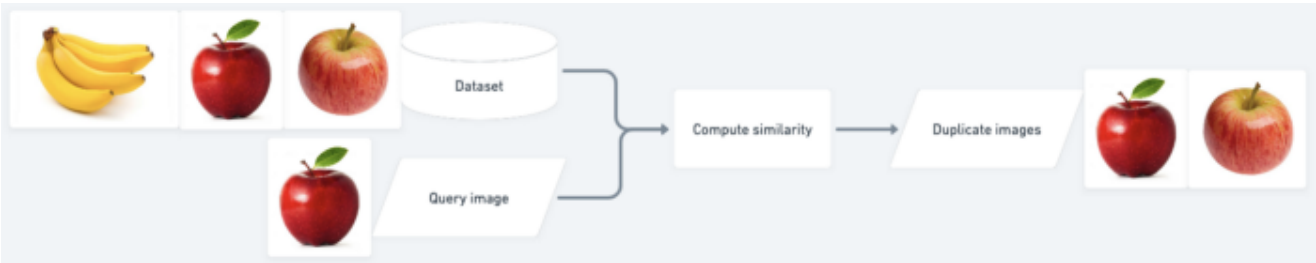 Dataset
Query image
Compute similarity
Duplicate images